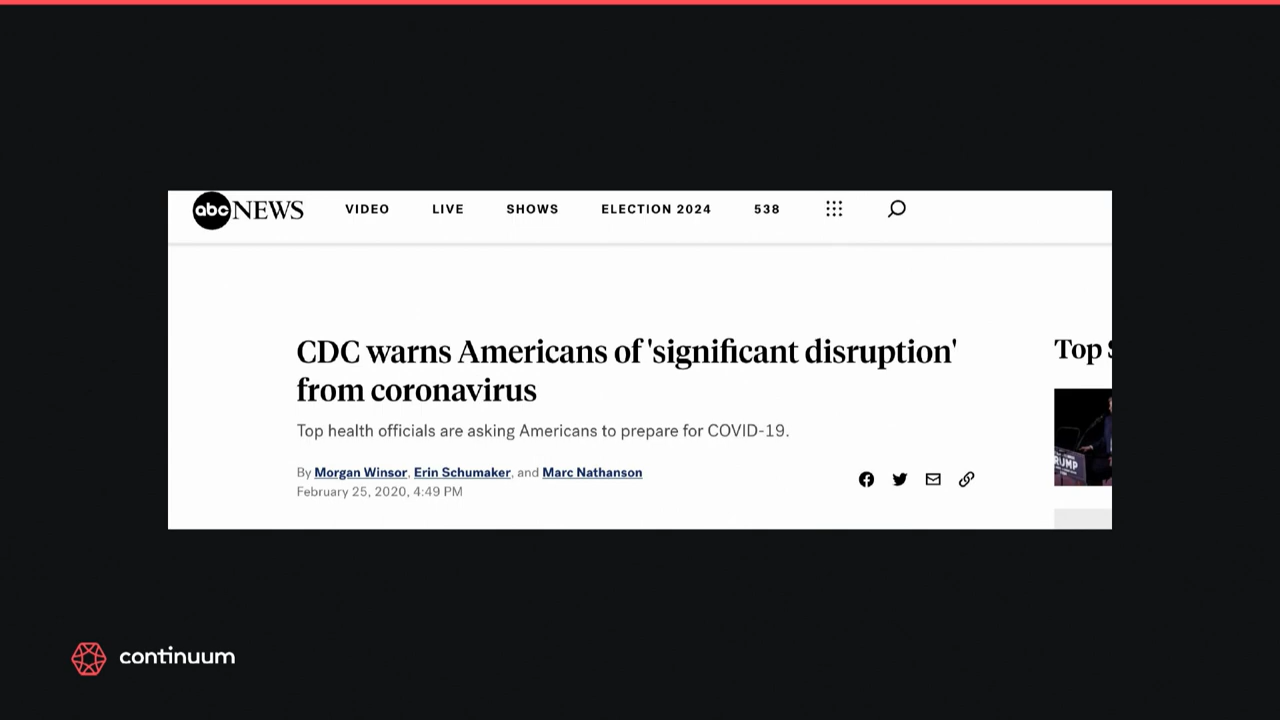 abc NEWS VIDEO LIVE SHOWS ELECTION 2024 538
CDC warns Americans of 'significant disruption'
from coronavirus
Top health officials are asking Americans to prepare for COVID-19.
By Morgan Winsor, Erin Schumaker, and Marc Nathanson
February 25, 2020, 4:49 PM
Top
continuum